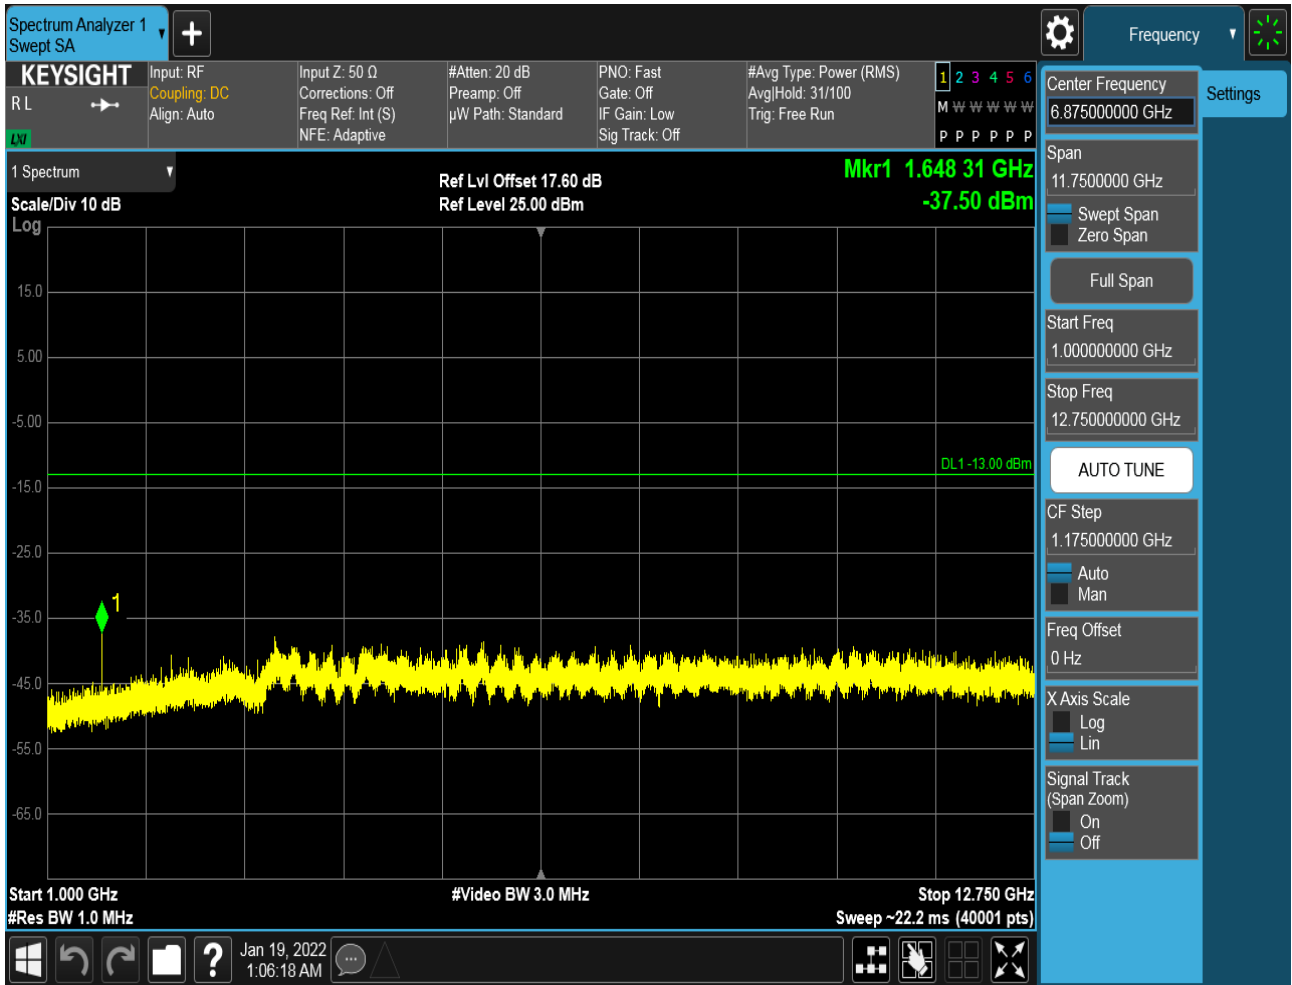 Spectrum Analyzer 1
Swept SA
+
Frequency
KEYSIGHT
R L
LXI
Input: RF
Coupling: DC
Align: Auto
Input Z: 50 Ω
Corrections: Off
Freq Ref: Int (S)
NFE: Adaptive
#Atten: 20 dB
Preamp: Off
µW Path: Standard
PNO: Fast
Gate: Off
IF Gain: Low
Sig Track: Off
#Avg Type: Power (RMS)
Avg|Hold: 31/100
Trig: Free Run
1 2 3 4 5 6
M W W W W W
P P P P P P
1 Spectrum
Scale/Div 10 dB
Log
Ref Lvl Offset 17.60 dB
Ref Level 25.00 dBm
Mkr1 1.648 31 GHz
-37.50 dBm
15.0
5.00
-5.00
DL1 -13.00 dBm
-15.0
-25.0
1
-35.0
-45.0
-55.0
-65.0
Start 1.000 GHz
#Res BW 1.0 MHz
#Video BW 3.0 MHz
Stop 12.750 GHz
Sweep ~22.2 ms (40001 pts)
?
Jan 19, 2022
1:06:18 AM
Center Frequency
6.875000000 GHz
Settings
Span
11.7500000 GHz
Swept Span
Zero Span
Full Span
Start Freq
1.000000000 GHz
Stop Freq
12.750000000 GHz
AUTO TUNE
CF Step
1.175000000 GHz
Auto
Man
Freq Offset
0 Hz
X Axis Scale
Log
Lin
Signal Track
(Span Zoom)
On
Off